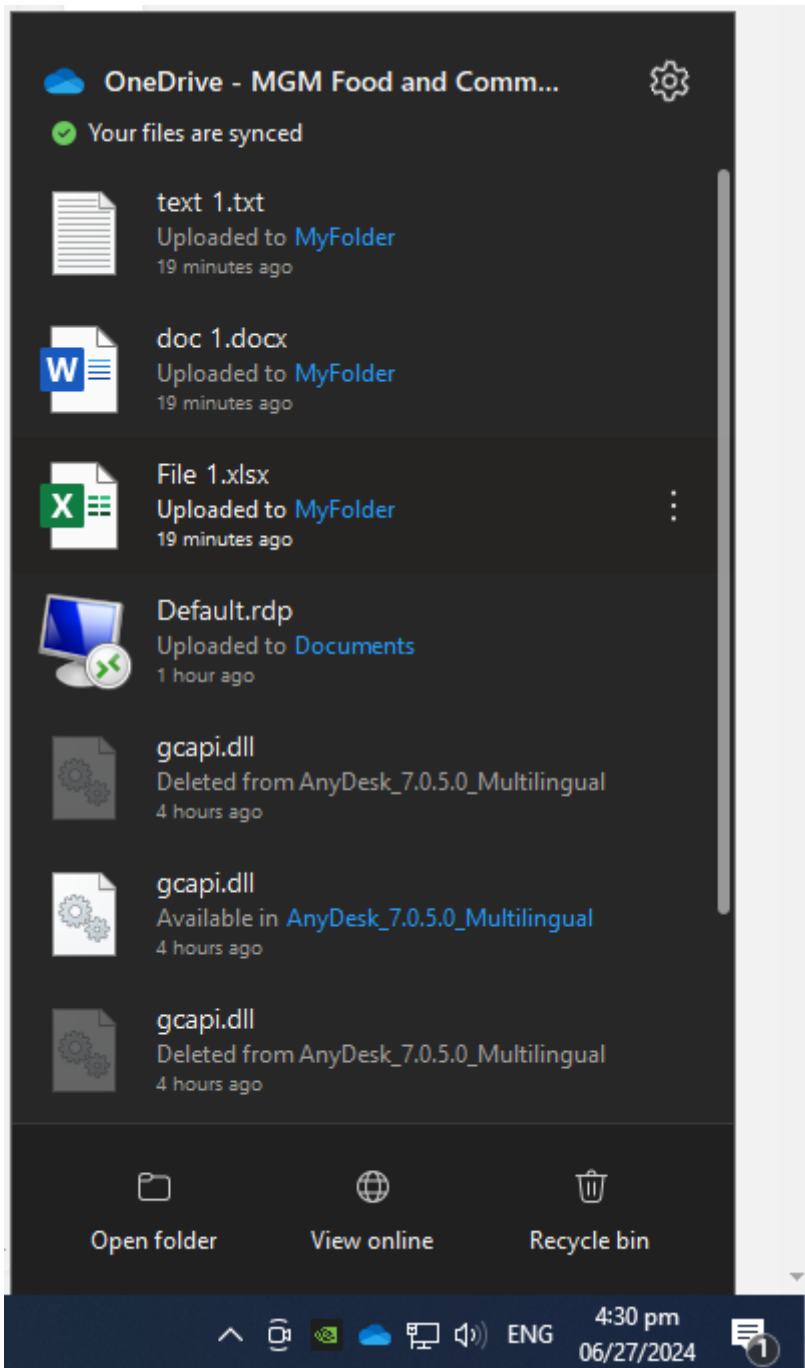 OneDrive - MGM Food and Comm...
Your files are synced
text 1.txt
Uploaded to MyFolder
19 minutes ago
W
doc 1.docx
Uploaded to MyFolder
19 minutes ago
X
File 1.xlsx
Uploaded to MyFolder
19 minutes ago
Default.rdp
Uploaded to Documents
1 hour ago
gcapi.dll
Deleted from AnyDesk_7.0.5.0_Multilingual
4 hours ago
gcapi.dll
Available in AnyDesk_7.0.5.0_Multilingual
4 hours ago
gcapi.dll
Deleted from AnyDesk_7.0.5.0_Multilingual
4 hours ago
Open folder View online Recycle bin
ENG
4:30 pm
06/27/2024
1